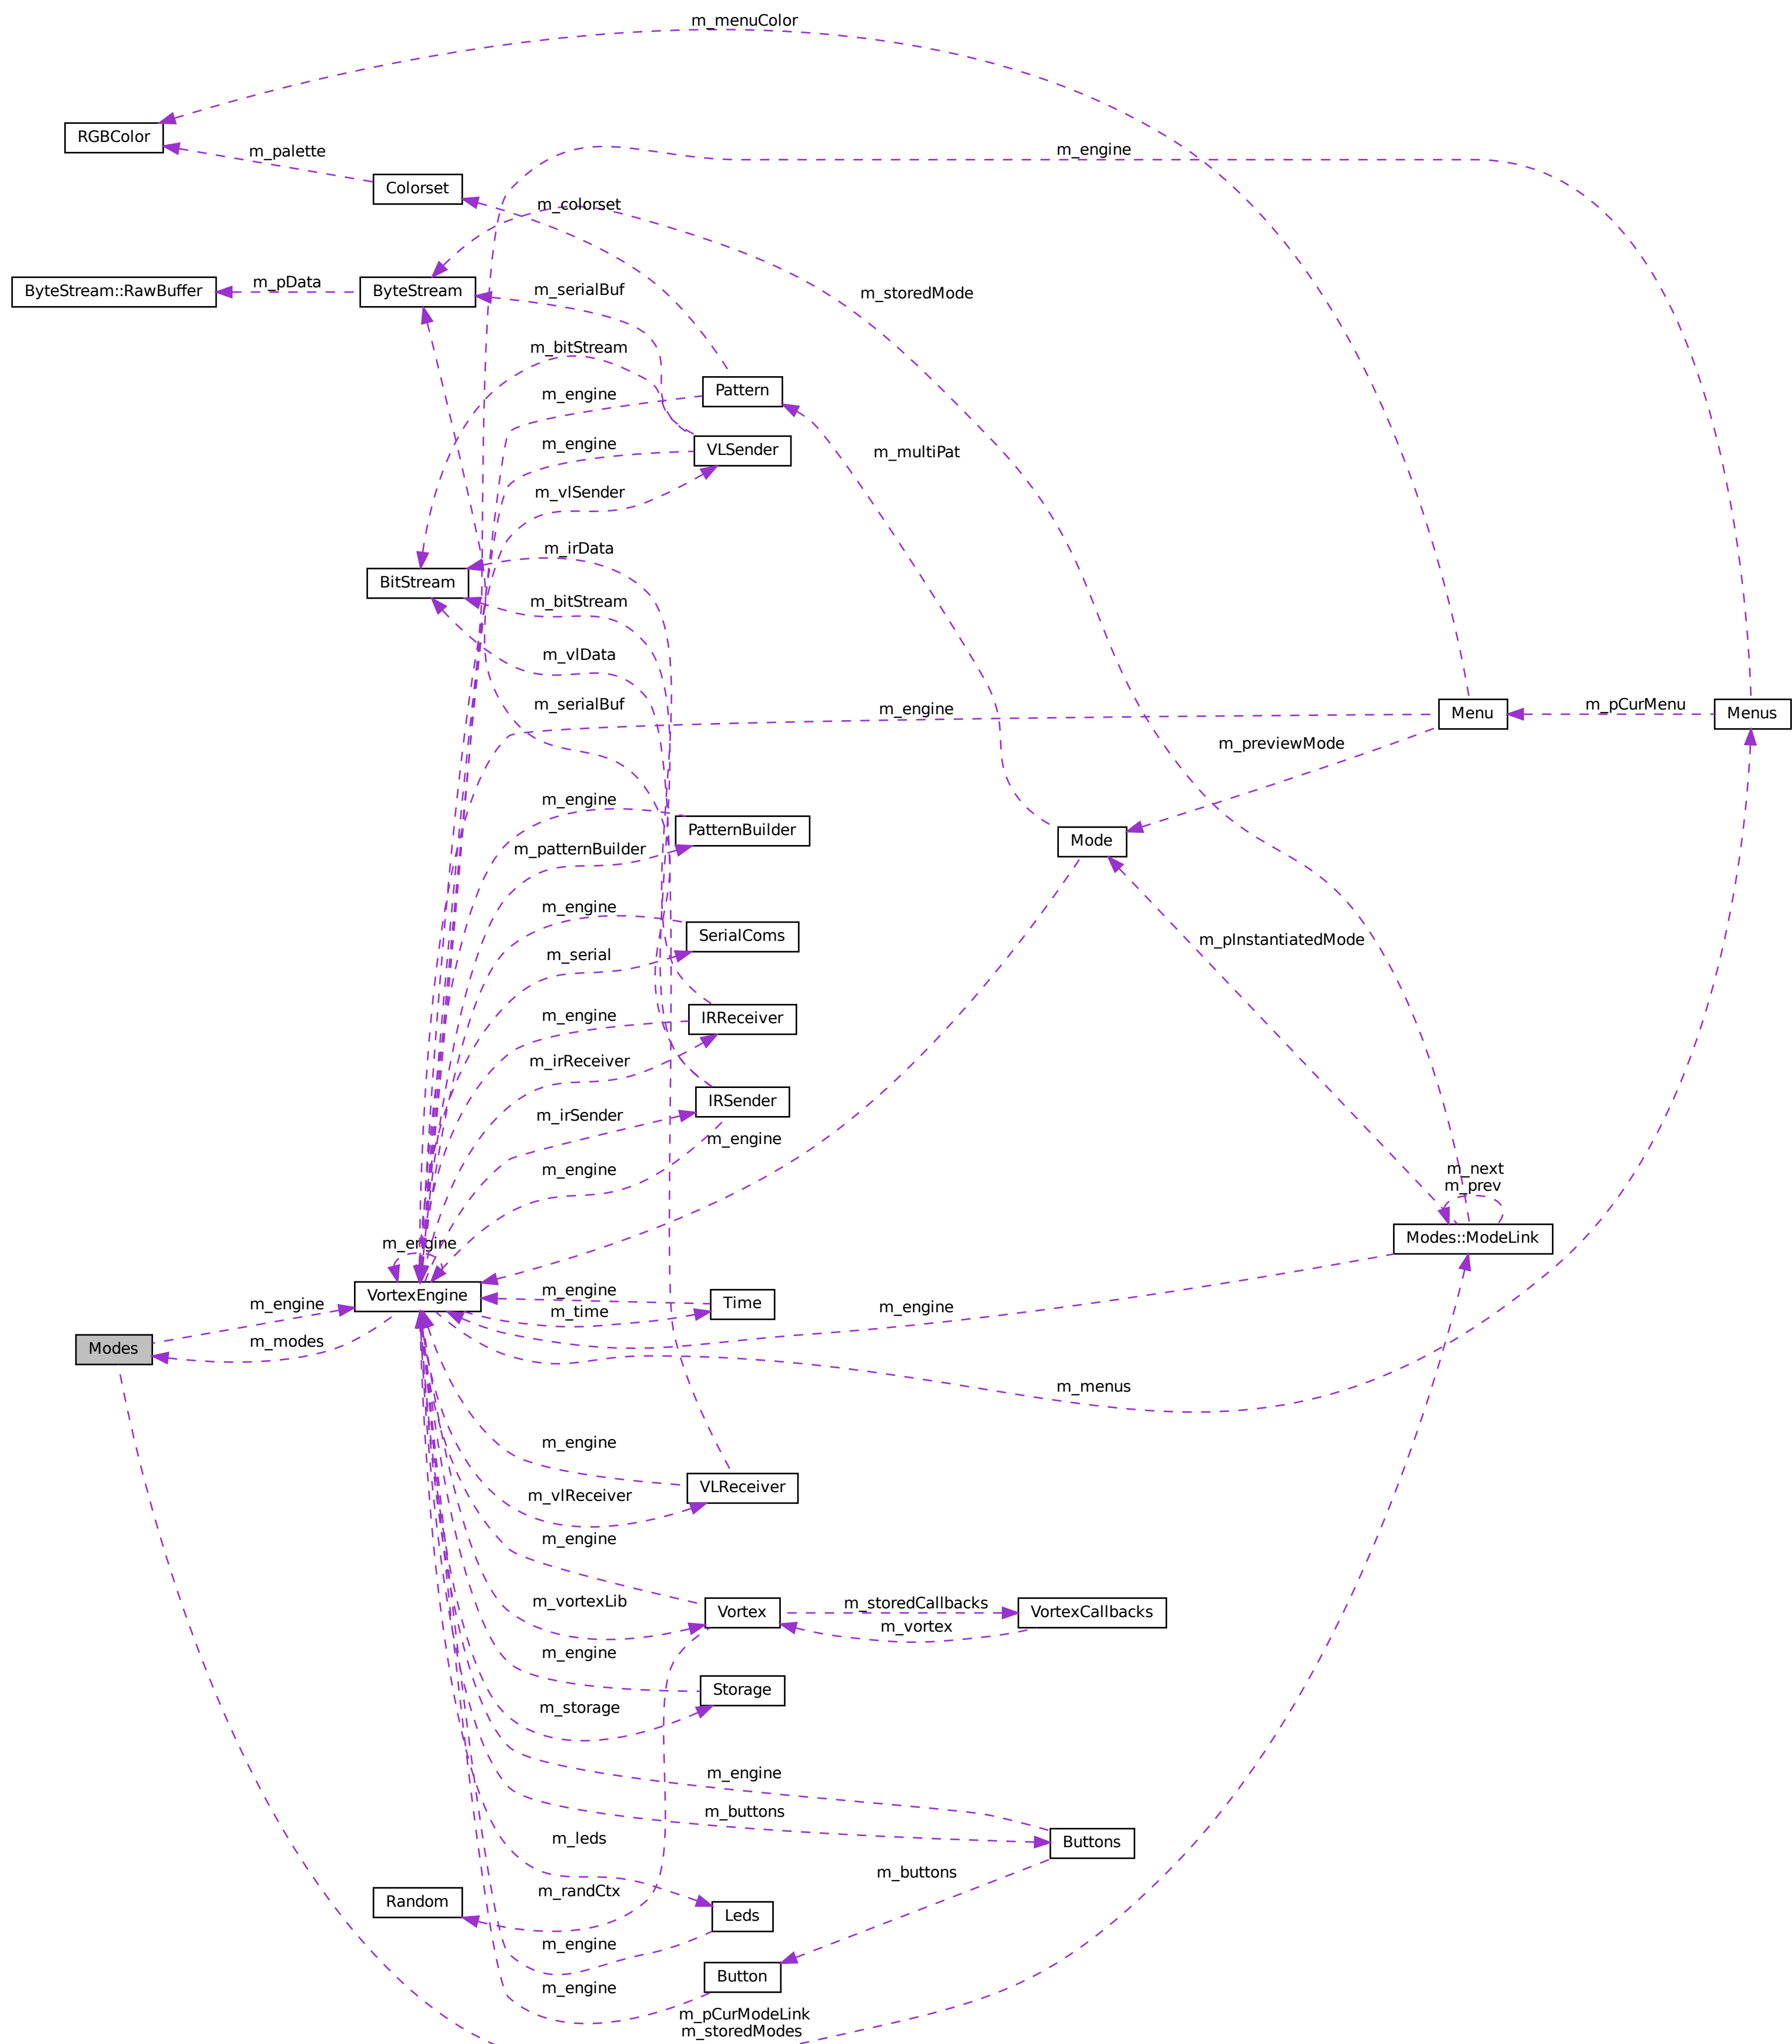 m_menuColor
RGBColor
m_palette
m_engine
Colorset
m_colorset
ByteStream::RawBuffer
m_pData
ByteStream
m_serialBuf
m_storedMode
m_bitStream
Pattern
m_engine
m_engine
VLSender
m_multiPat
m_vlSender
m_irData
BitStream
m_bitStream
m_vlData
m_serialBuf
m_engine
Menu
m_pCurMenu
Menus
m_previewMode
m_engine
PatternBuilder
Mode
m_patternBuilder
m_engine
SerialComs
m_pInstantiatedMode
m_serial
m_engine
IRReceiver
m_irReceiver
IRSender
m_irSender
m_engine
m_engine
m_next
m_prev
Modes::ModeLink
m_engine
VortexEngine
m_engine
Time
m_time
m_engine
m_engine
Modes
m_modes
m_menus
m_engine
VLReceiver
m_vlReceiver
m_engine
m_vortexLib
Vortex
m_storedCallbacks
VortexCallbacks
m_vortex
m_engine
Storage
m_storage
m_engine
m_buttons
m_leds
Buttons
m_buttons
m_randCtx
Random
Leds
m_engine
Button
m_engine
m_pCurModeLink
m_storedModes